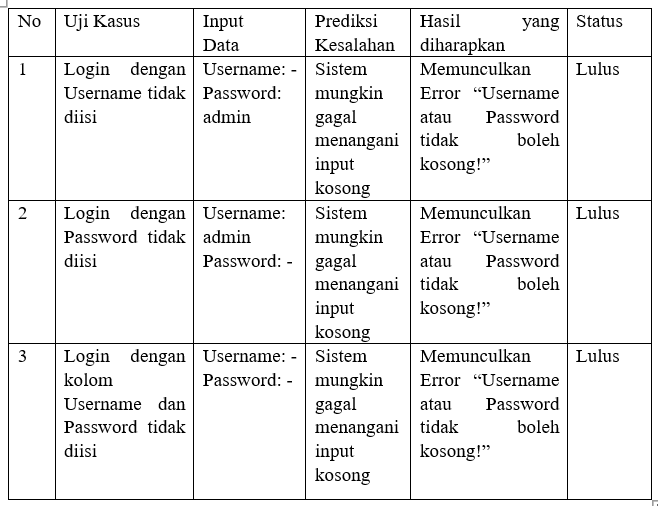 No Uji Kasus Input Data Prediksi Kesalahan Hasil yang diharapkan Status
1 Login dengan Username tidak diisi Username: - Password: admin Sistem mungkin gagal menangani input kosong Memunculkan Error “Username atau Password tidak boleh kosong!” Lulus
2 Login dengan Password tidak diisi Username: admin Password: - Sistem mungkin gagal menangani input kosong Memunculkan Error “Username atau Password tidak boleh kosong!” Lulus
3 Login dengan kolom Username dan Password tidak diisi Username: - Password: - Sistem mungkin gagal menangani input kosong Memunculkan Error “Username atau Password tidak boleh kosong!” Lulus